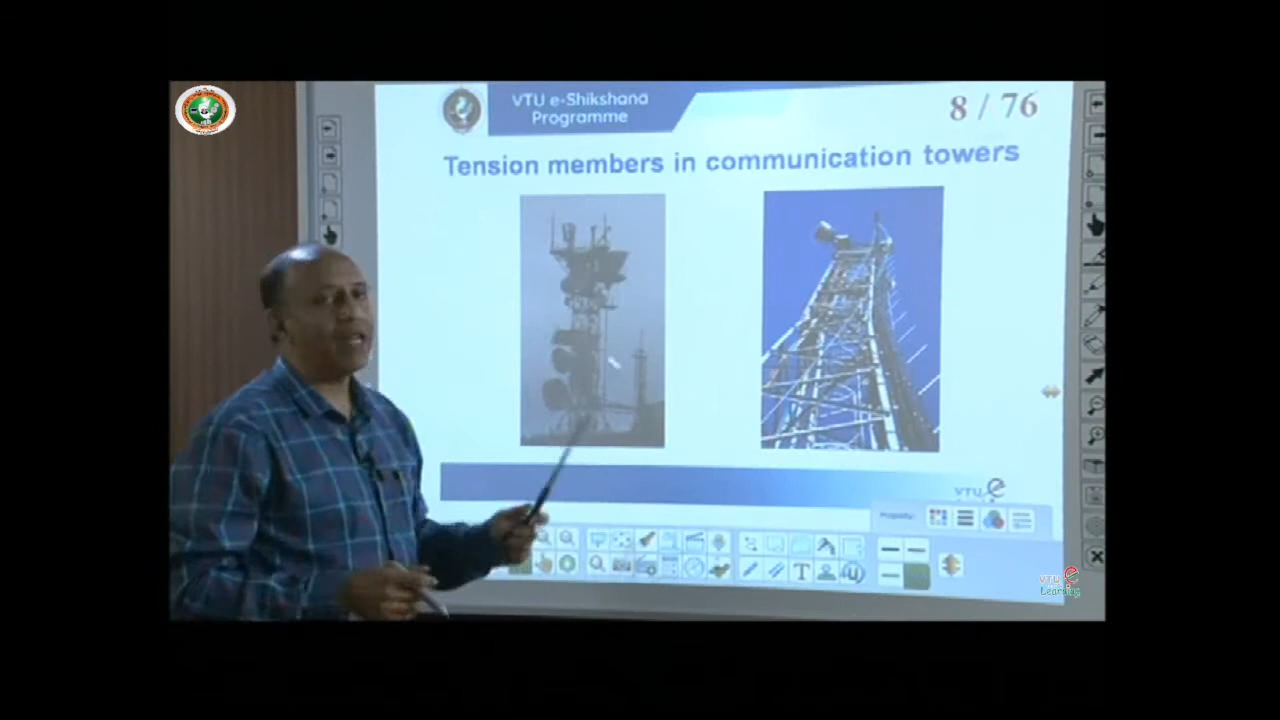 VTU e-Shikshana
Programme
8 / 76
Tension members in communication towers
VTU e
VTU e
Learning